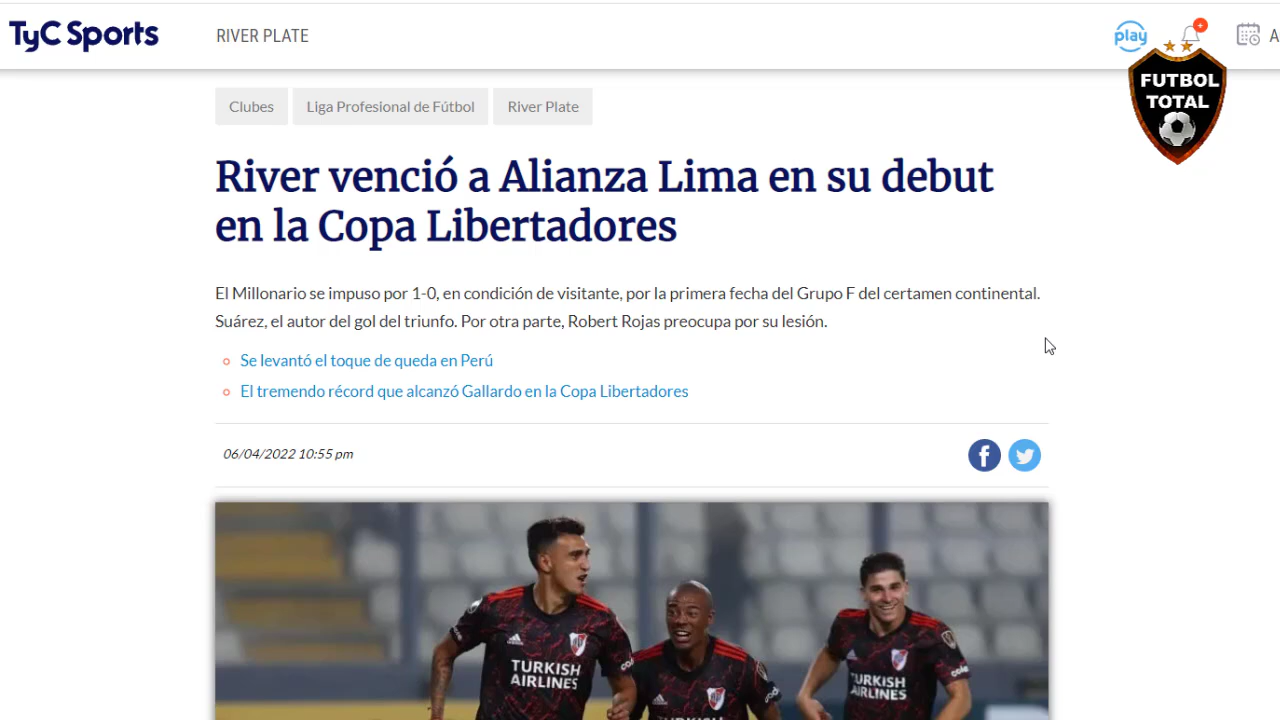 TyC Sports
RIVER PLATE
play
+
A
FUTBOL
TOTAL
Clubes
Liga Profesional de Fútbol
River Plate
River venció a Alianza Lima en su debut
en la Copa Libertadores
El Millonario se impuso por 1-0, en condición de visitante, por la primera fecha del Grupo F del certamen continental.
Suárez, el autor del gol del triunfo. Por otra parte, Robert Rojas preocupa por su lesión.
Se levantó el toque de queda en Perú
El tremendo récord que alcanzó Gallardo en la Copa Libertadores
06/04/2022 10:55 pm
TURKISH
AIRLINES
TURKISH
TURKISH
AIRLINES